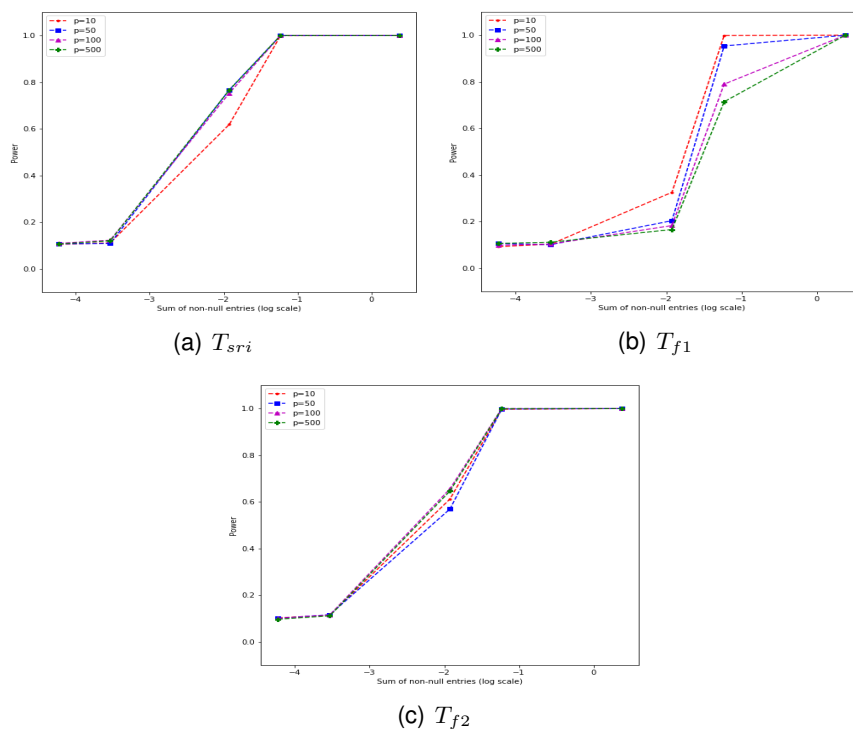 p=10
p=50
p=100
p=500
1.0
0.8
0.6
0.4
0.2
0.0
Power
−4 −3 −2 −1 0
Sum of non-null entries (log scale)
(a) T_{sri}
p=10
p=50
p=100
p=500
1.0
0.8
0.6
0.4
0.2
0.0
Power
−4 −3 −2 −1 0
Sum of non-null entries (log scale)
(b) T_{f1}
p=10
p=50
p=100
p=500
1.0
0.8
0.6
0.4
0.2
0.0
Power
−4 −3 −2 −1 0
Sum of non-null entries (log scale)
(c) T_{f2}